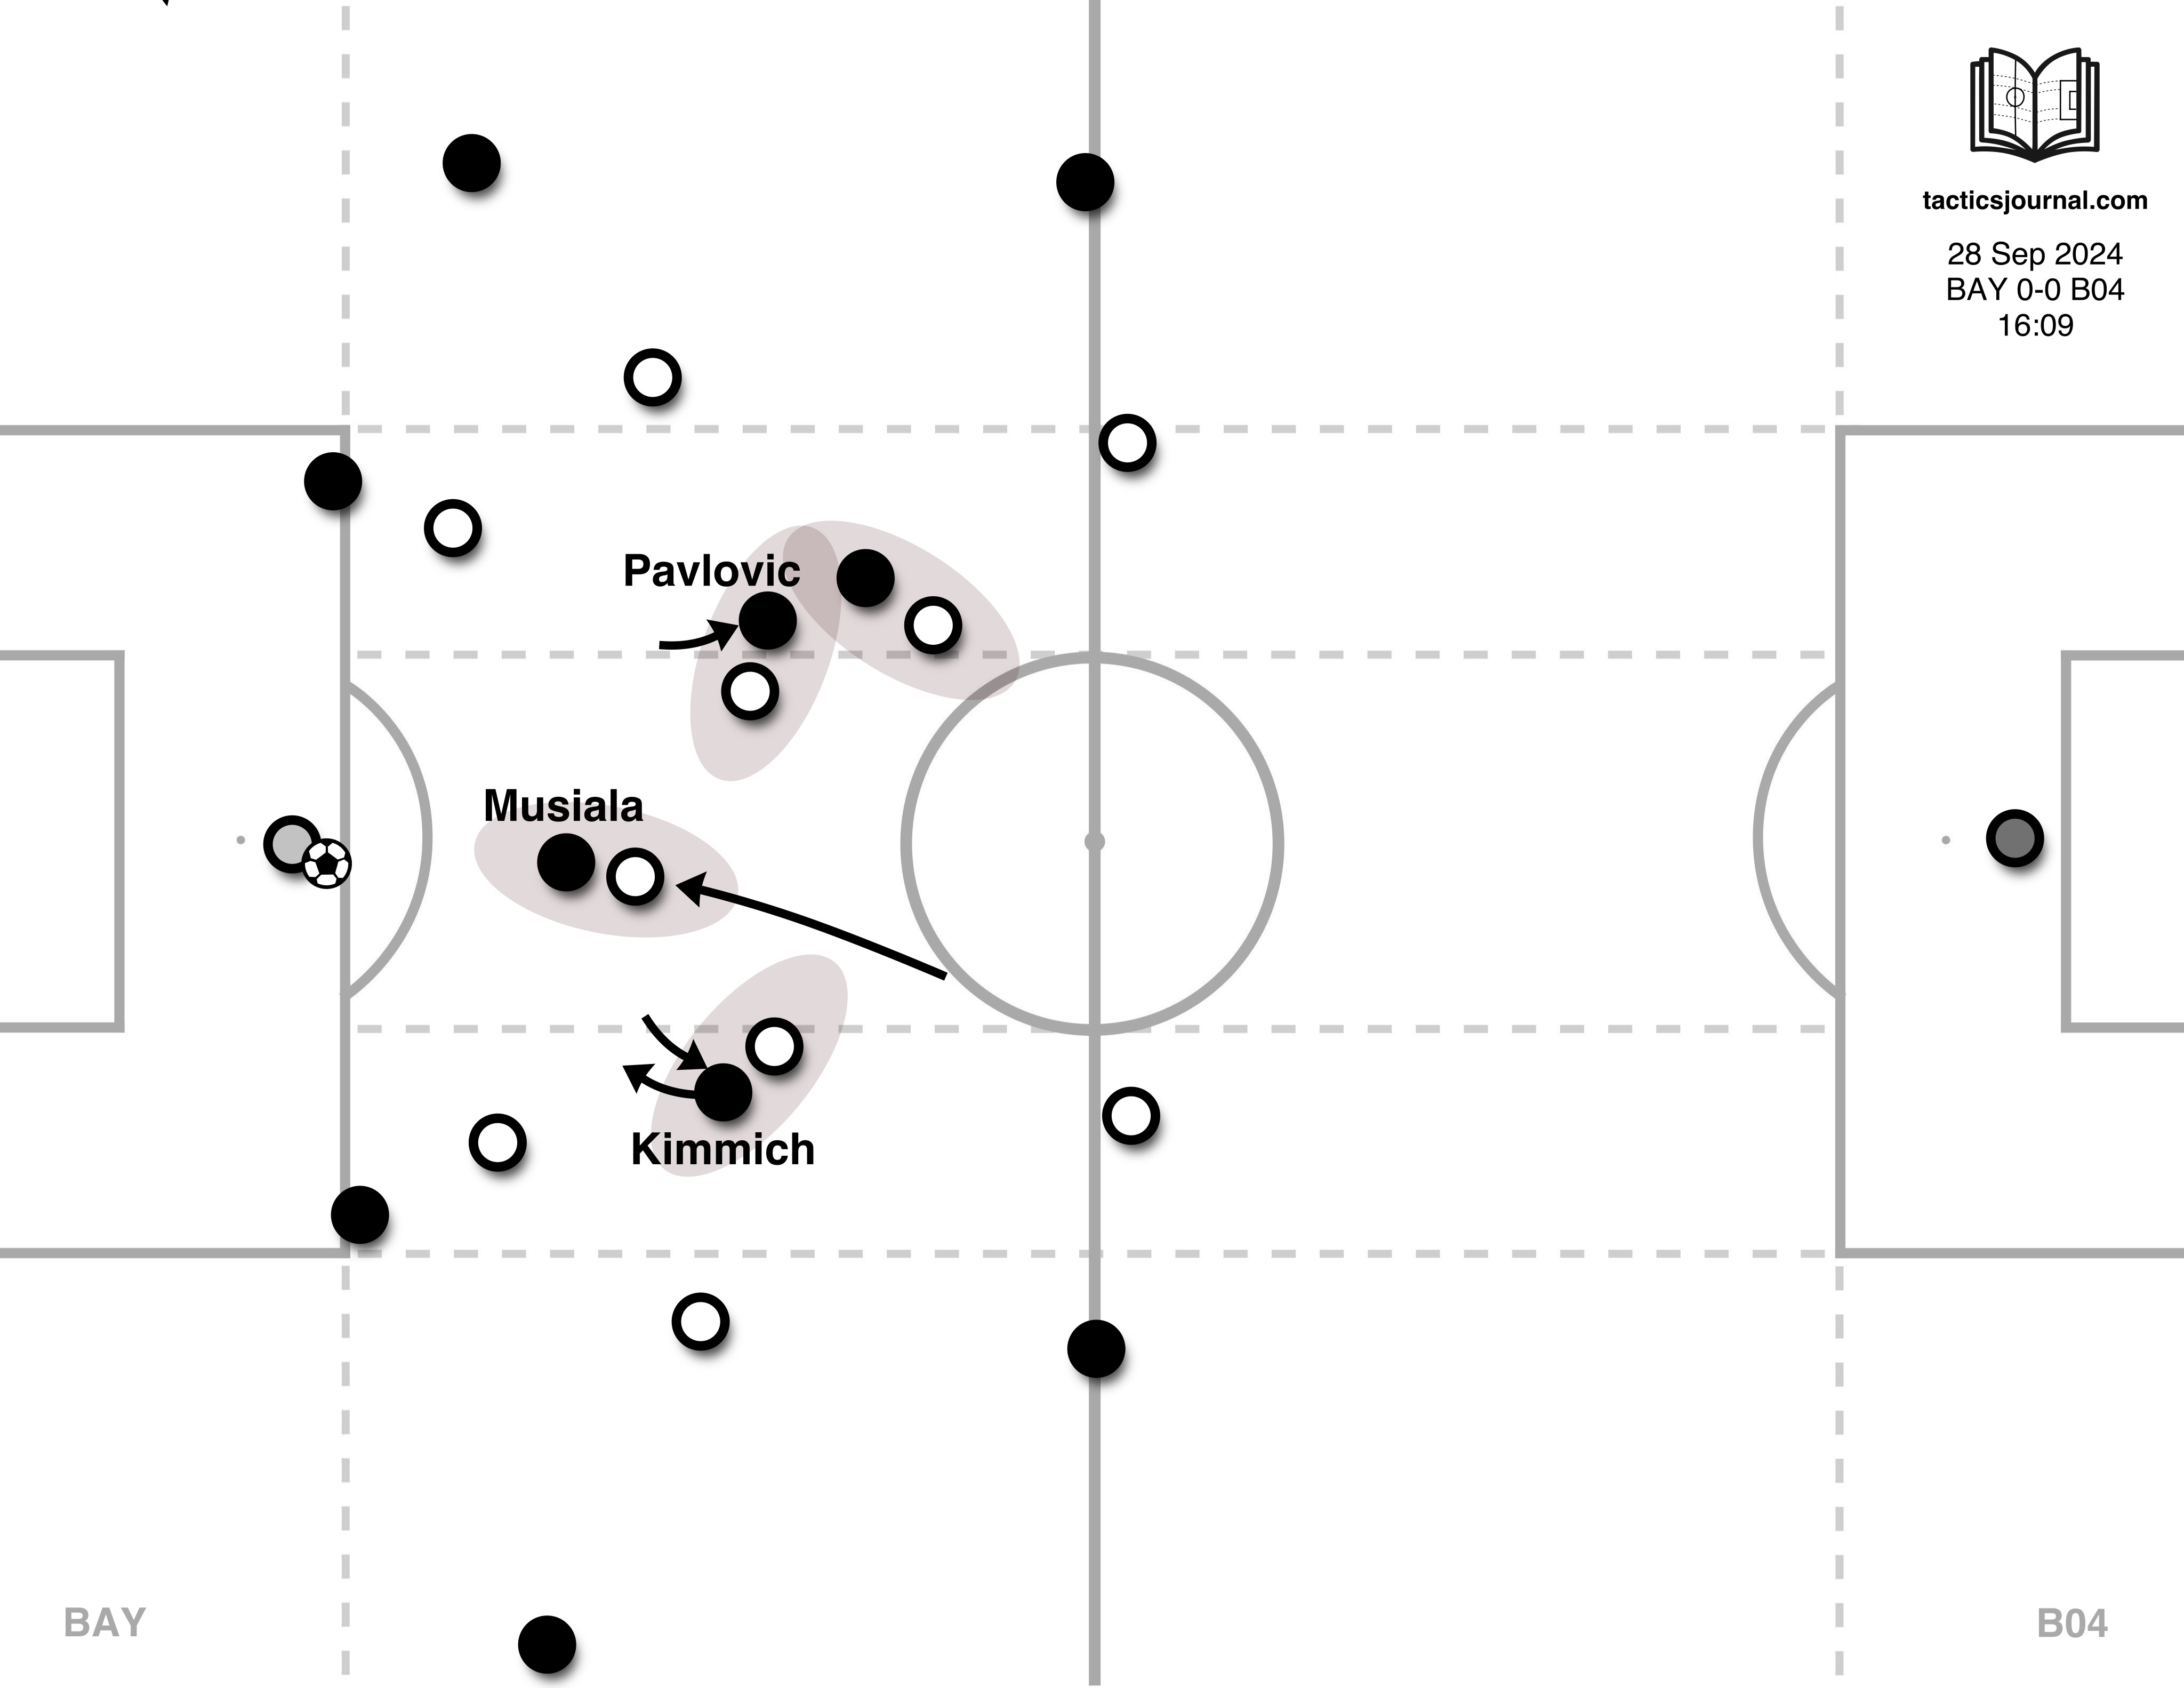 tacticsjournal.com
28 Sep 2024
BAY 0-0 B04
16:09
Pavlovic
Musiala
Kimmich
BAY
B04